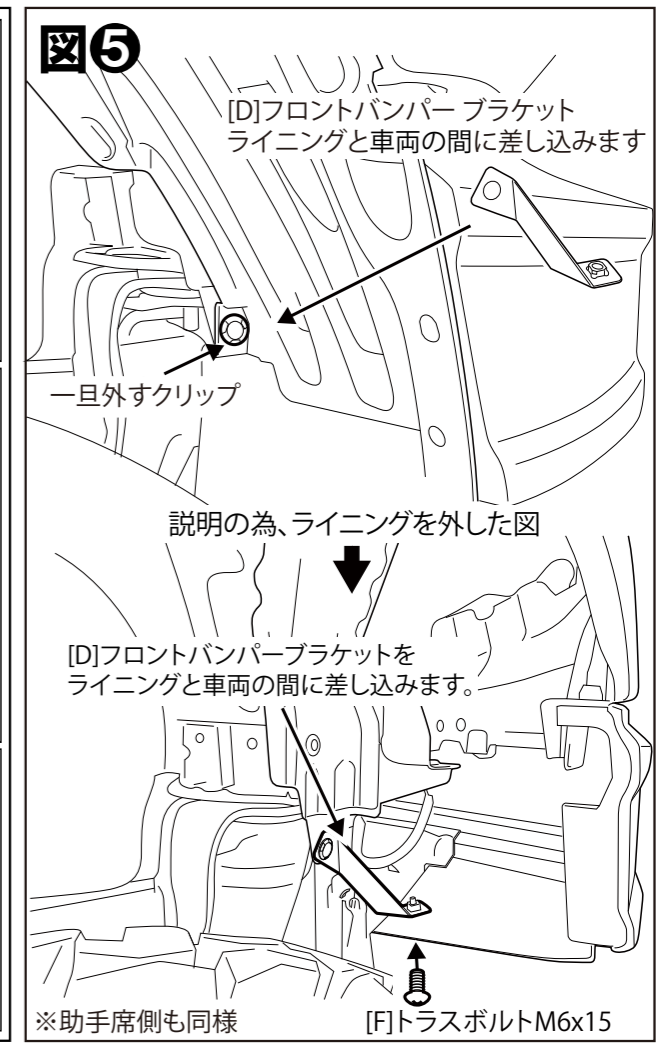 図❺
[D]フロントバンパー ブラケット
ライニングと車両の間に差し込みます
一旦外すクリップ
説明の為、ライニングを外した図
[D]フロントバンパーブラケットを
ライニングと車両の間に差し込みます。
※助手席側も同様
[F]トラスボルトM6x15